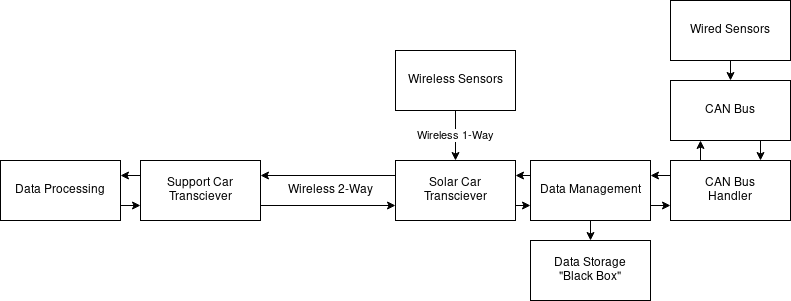 Wired Sensors
Wireless Sensors
CAN Bus
Wireless 1-Way
Data Processing
Support Car
Transciever
Wireless 2-Way
Solar Car
Transciever
Data Management
CAN Bus
Handler
Data Storage
"Black Box"